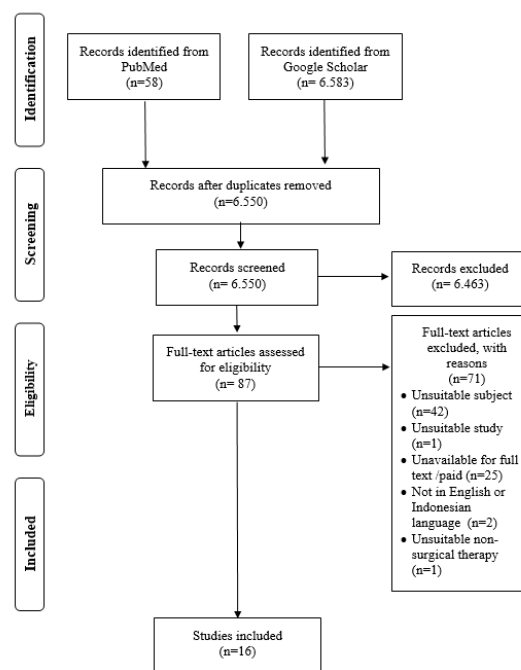 Identification
Records identified from
PubMed
(n=58)
Records identified from
Google Scholar
(n= 6.583)
Screening
Records after duplicates removed
(n=6.550)
Records screened
(n= 6.550)
Records excluded
(n= 6.463)
Eligibility
Full-text articles assessed
for eligibility
(n= 87)
Full-text articles
excluded, with
reasons
(n=71)
• Unsuitable subject
(n=42)
• Unsuitable study
(n=1)
• Unavailable for full
text /paid (n=25)
• Not in English or
Indonesian
language (n=2)
• Unsuitable non-
surgical therapy
(n=1)
Included
Studies included
(n=16)